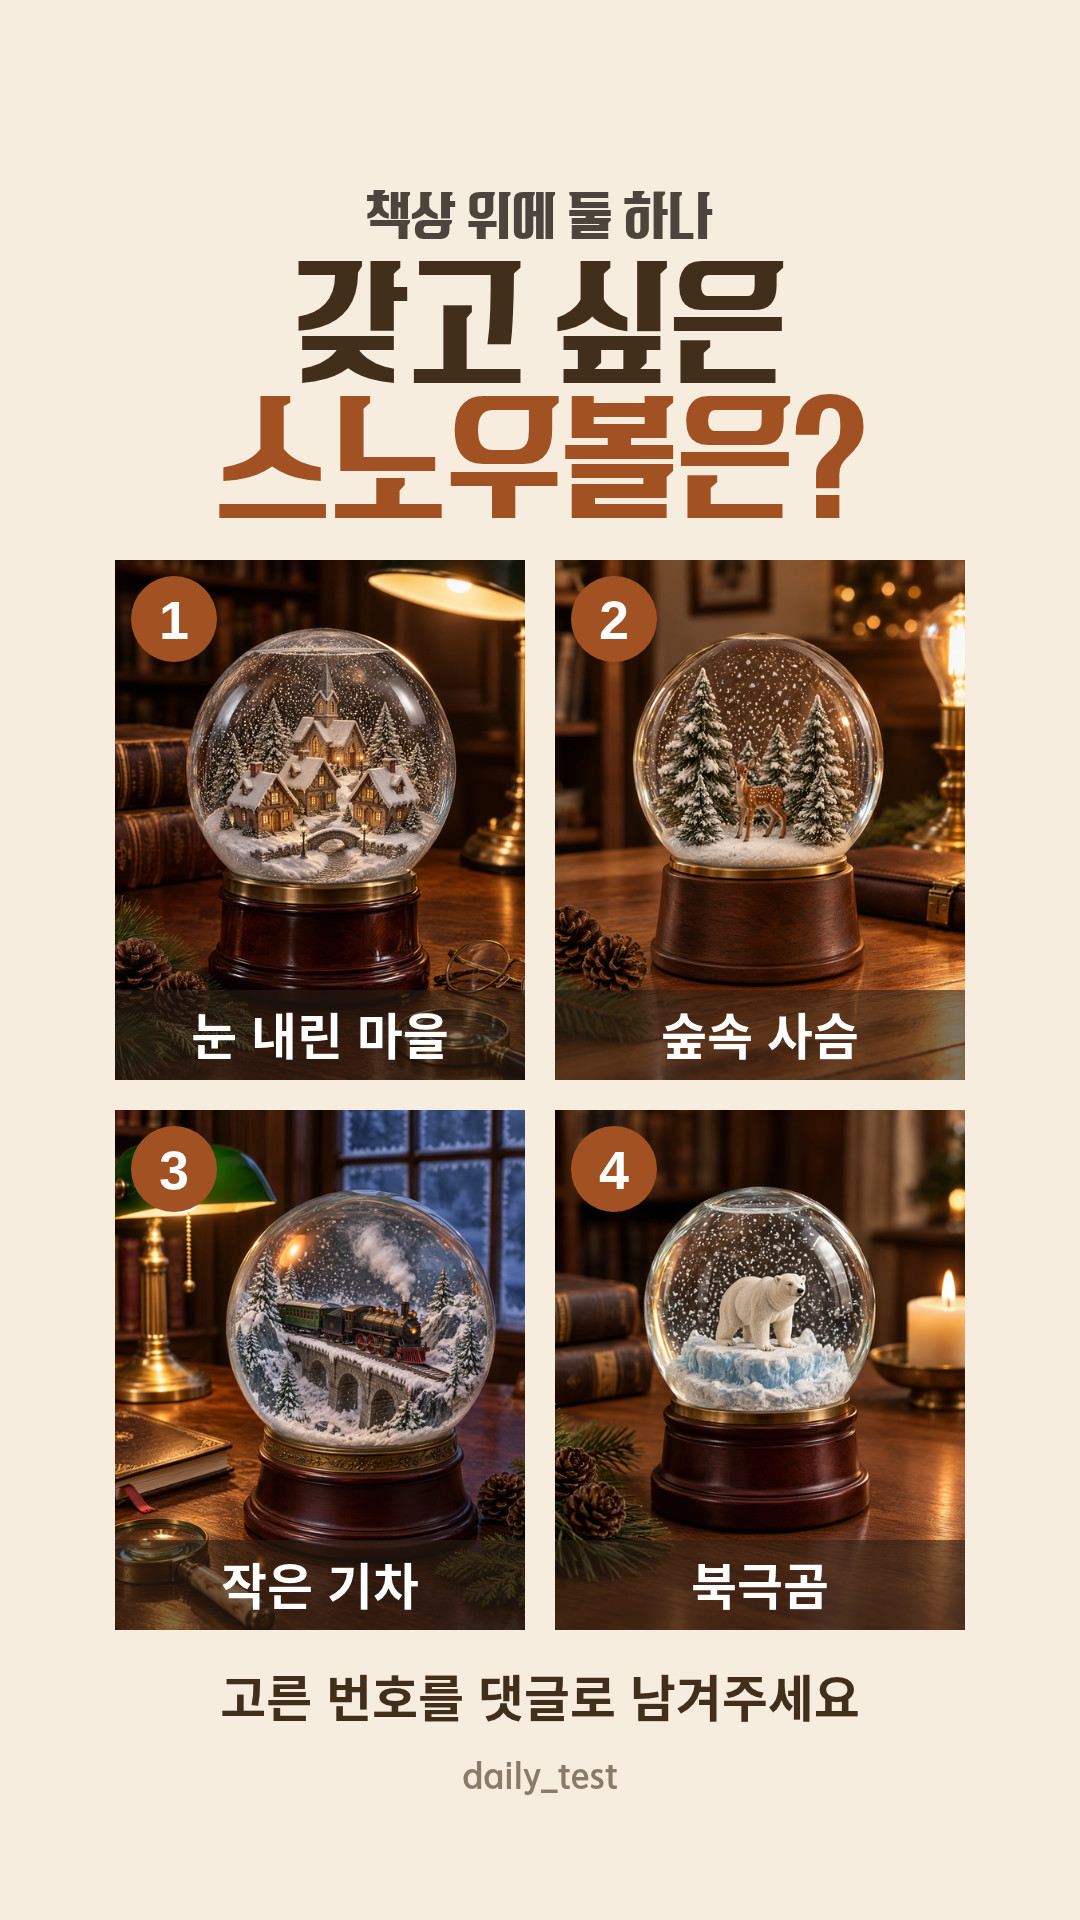 책상 위에 둘 하나
갖고 싶은
스노우볼은?
1
2
눈 내린 마을
숲속 사슴
3
4
작은 기차
북극곰
고른 번호를 댓글로 남겨주세요
daily_test